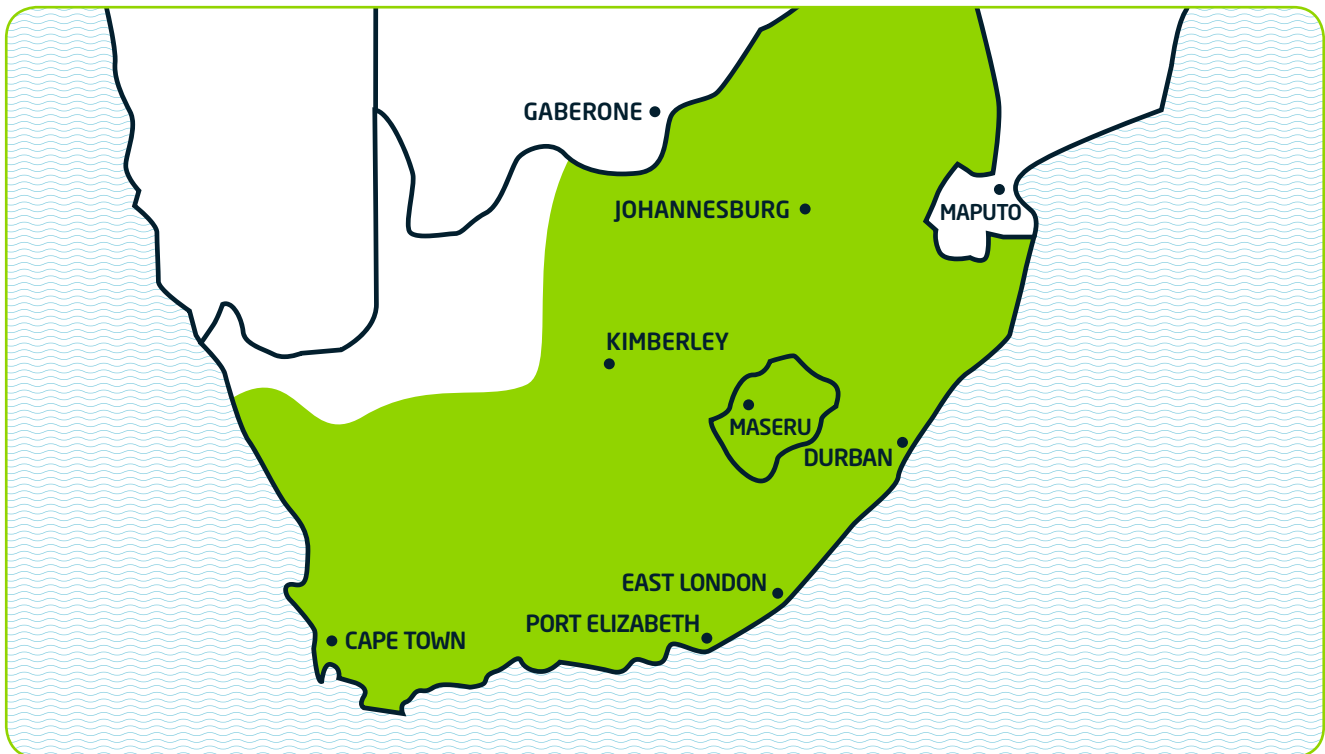 GABERONE
JOHANNESBURG
MAPUTO
KIMBERLEY
MASERU
DURBAN
EAST LONDON
PORT ELIZABETH
CAPE TOWN